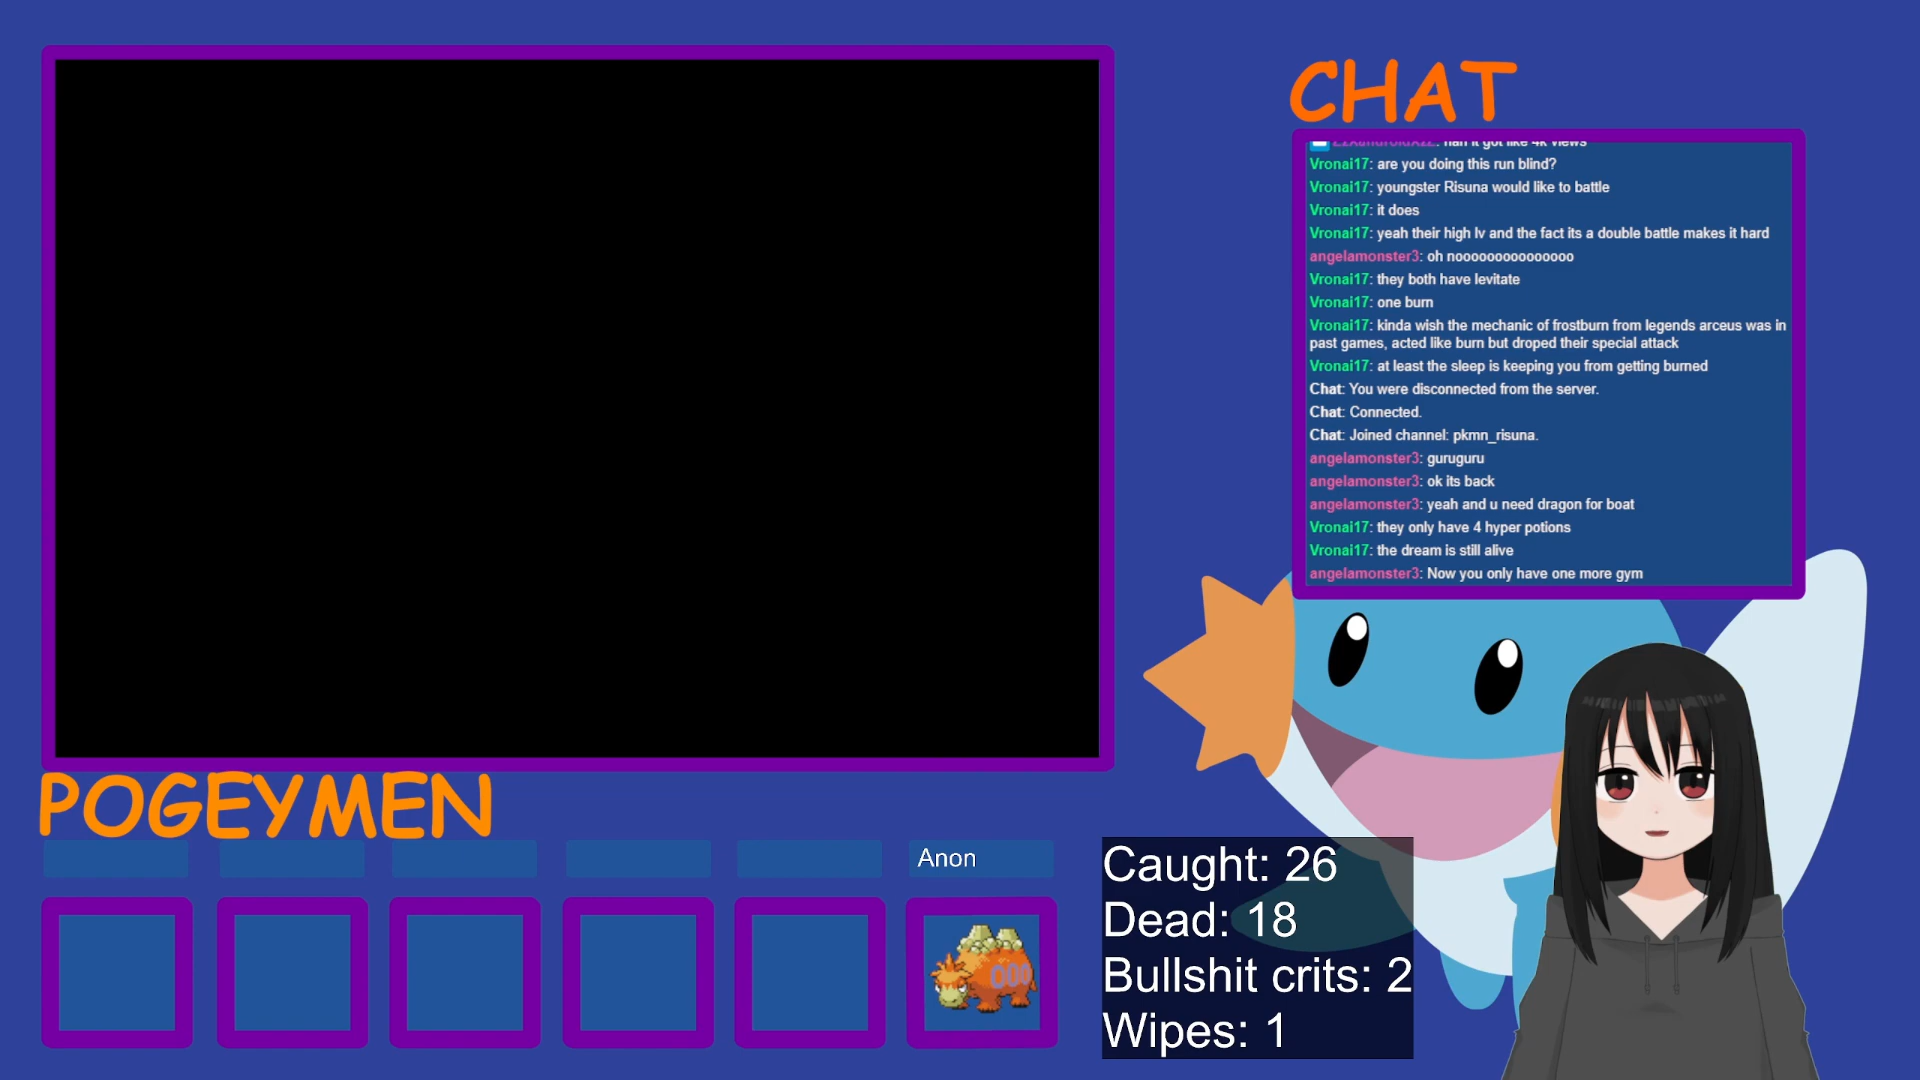 CHAT
nah it got like 4k views
Vronai17: are you doing this run blind?
Vronai17: youngster Risuna would like to battle
Vronai17: it does
Vronai17: yeah their high lv and the fact its a double battle makes it hard
angelamonster3: oh nooooooooooooooo
Vronai17: they both have levitate
Vronai17: one burn
Vronai17: kinda wish the mechanic of frostburn from legends arceus was in
past games, acted like burn but droped their special attack
Vronai17: at least the sleep is keeping you from getting burned
Chat: You were disconnected from the server.
Chat: Connected.
Chat: Joined channel: pkmn_risuna.
angelamonster3: guruguru
angelamonster3: ok its back
angelamonster3: yeah and u need dragon for boat
Vronai17: they only have 4 hyper potions
Vronai17: the dream is still alive
angelamonster3: Now you only have one more gym
POGEYMEN
Anon
Caught: 26
Dead: 18
Bullshit crits: 2
Wipes: 1